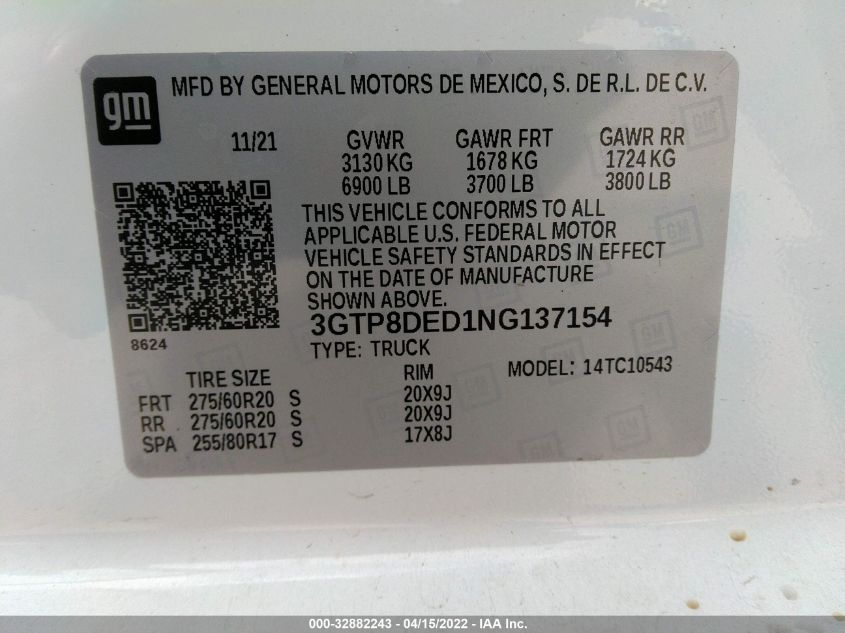 gm
MFD BY GENERAL MOTORS DE MEXICO, S. DE R.L. DE C.V.
11/21 GVWR GAWR FRT GAWR RR
3130 KG 1678 KG 1724 KG
6900 LB 3700 LB 3800 LB
THIS VEHICLE CONFORMS TO ALL
APPLICABLE U.S. FEDERAL MOTOR
VEHICLE SAFETY STANDARDS IN EFFECT
ON THE DATE OF MANUFACTURE
SHOWN ABOVE.
3GTP8DED1NG137154
8624
TYPE: TRUCK
MODEL: 14TC10543
TIRE SIZE RIM
FRT 275/60R20 S 20X9J
RR 275/60R20 S 20X9J
SPA 255/80R17 S 17X8J
000-32882243 - 04/15/2022 - IAA Inc.